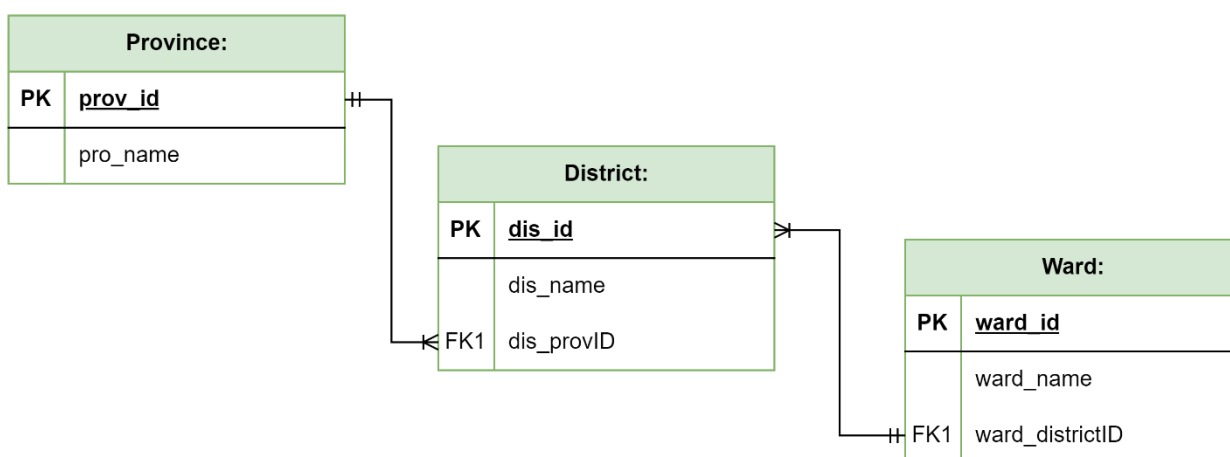 Province:
PK prov_id
pro_name
District:
PK dis_id
dis_name
FK1 dis_provID
Ward:
PK ward_id
ward_name
FK1 ward_districtID